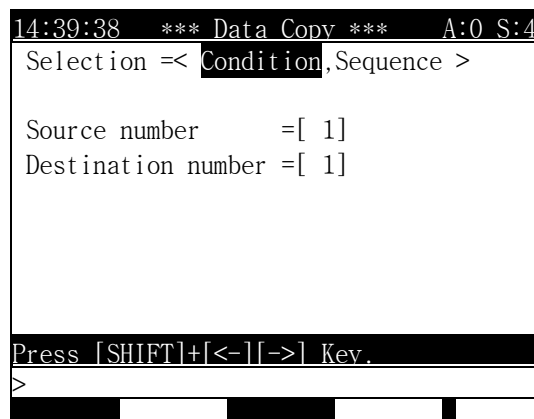 14:39:38 *** Data Copy *** A:0 S:4
Selection =< Condition,Sequence >
Source number =[ 1]
Destination number =[ 1]
Press [SHIFT]+[<-][->] Key.
>